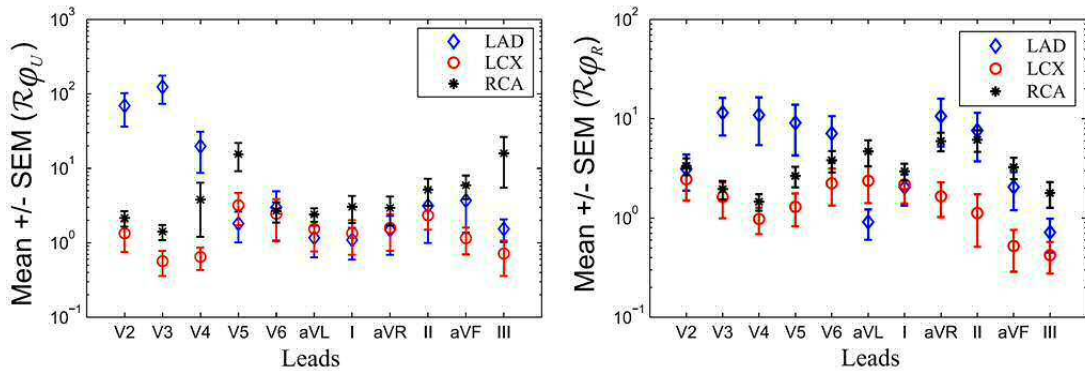 Mean +/- SEM (ℛφ_U)
10³
10²
10¹
10⁰
10⁻¹
LAD
LCX
RCA
V2 V3 V4 V5 V6 aVL I aVR II aVF III
Leads
Mean +/- SEM (ℛφ_R)
10²
10¹
10⁰
10⁻¹
LAD
LCX
RCA
V2 V3 V4 V5 V6 aVL I aVR II aVF III
Leads